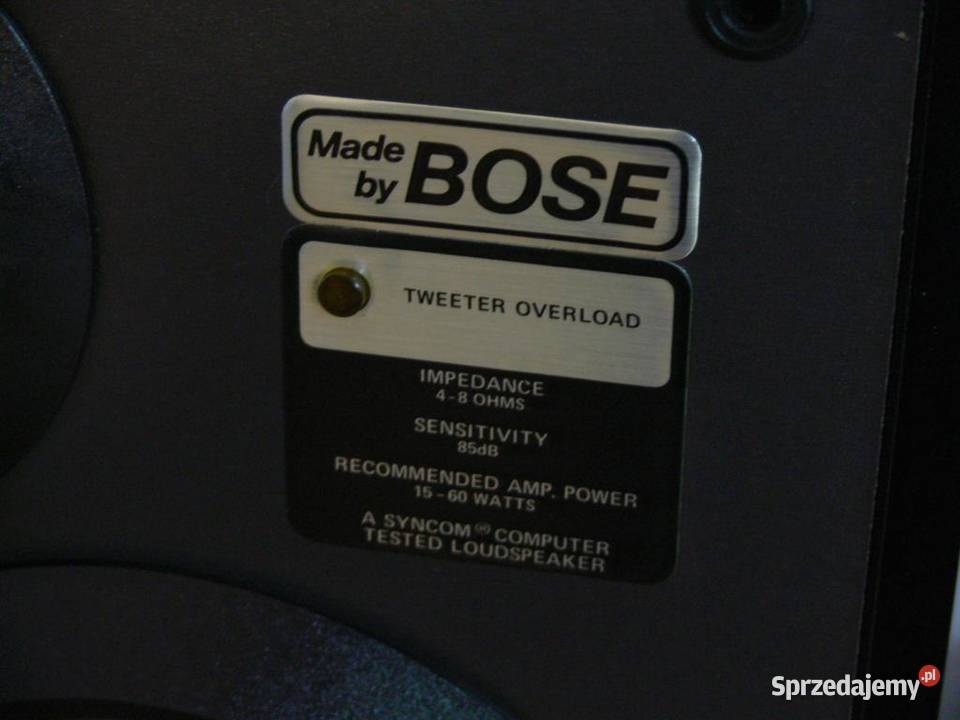 Made
by BOSE
TWEETER OVERLOAD
IMPEDANCE
4-8 OHMS
SENSITIVITY
85dB
RECOMMENDED AMP. POWER
15-60 WATTS
A SYNCOM® COMPUTER
TESTED LOUDSPEAKER
Sprzedajemy.pl